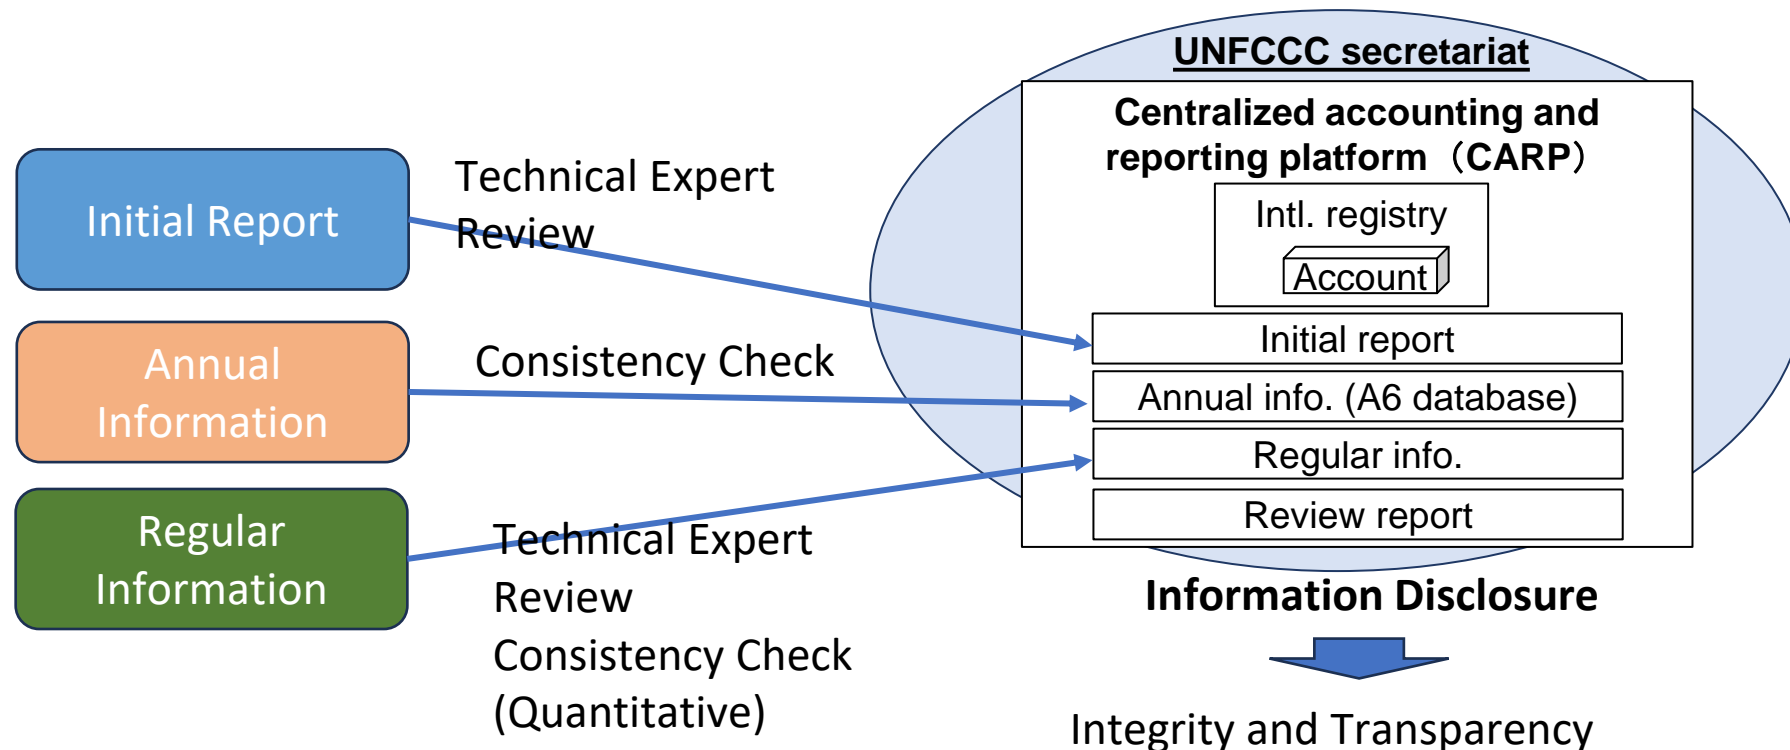 UNFCCC secretariat
Centralized accounting and
reporting platform（CARP）
Intl. registry
Account
Initial report
Annual info. (A6 database)
Regular info.
Review report
Initial Report
Technical Expert
Review
Annual
Information
Consistency Check
Regular
Information
Technical Expert
Review
Consistency Check
(Quantitative)
Information Disclosure
Integrity and Transparency